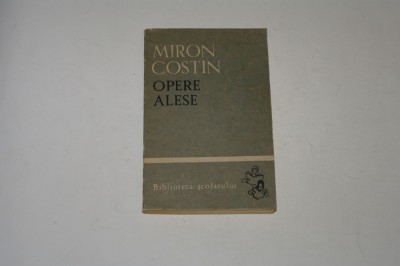 MIRON
COSTIN
OPERE
ALESE
Biblioteca școlarului